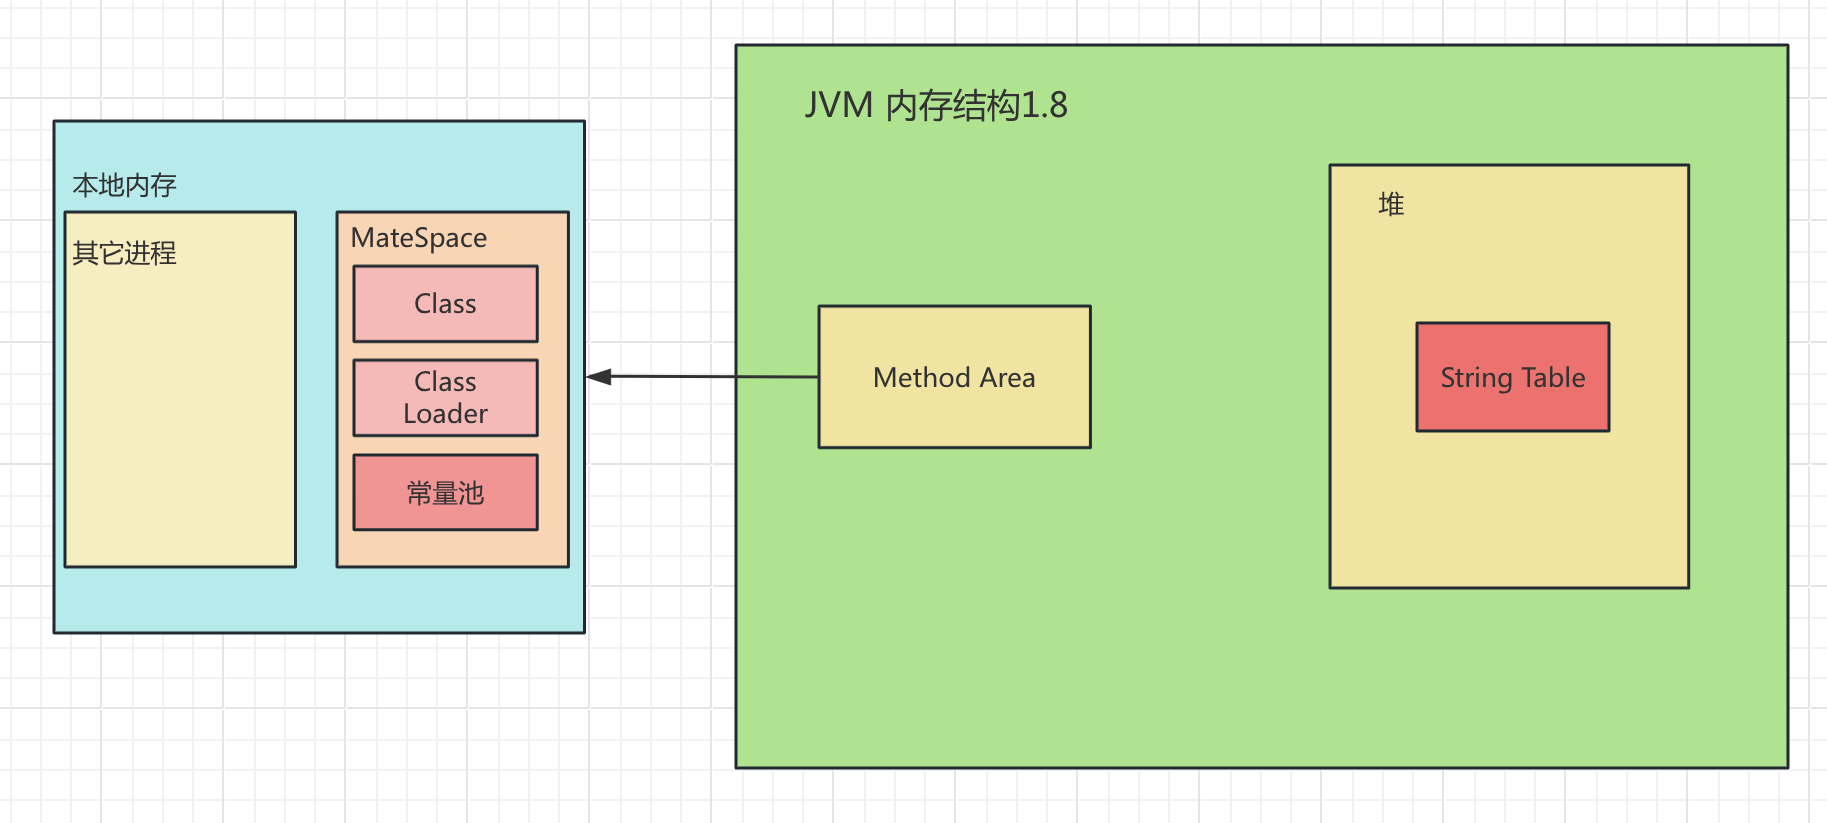 本地内存
其它进程
MateSpace
Class
Class
Loader
常量池
JVM 内存结构1.8
Method Area
堆
String Table